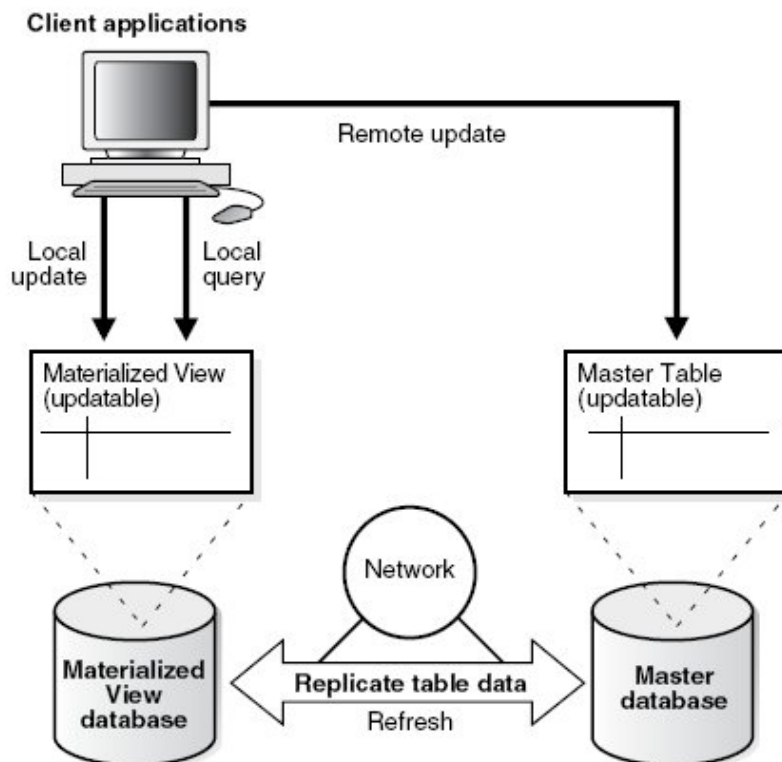 Client applications
Remote update
Local
update
Local
query
Materialized View
(updatable)
Master Table
(updatable)
Network
Materialized
View
database
Replicate table data
Refresh
Master
database